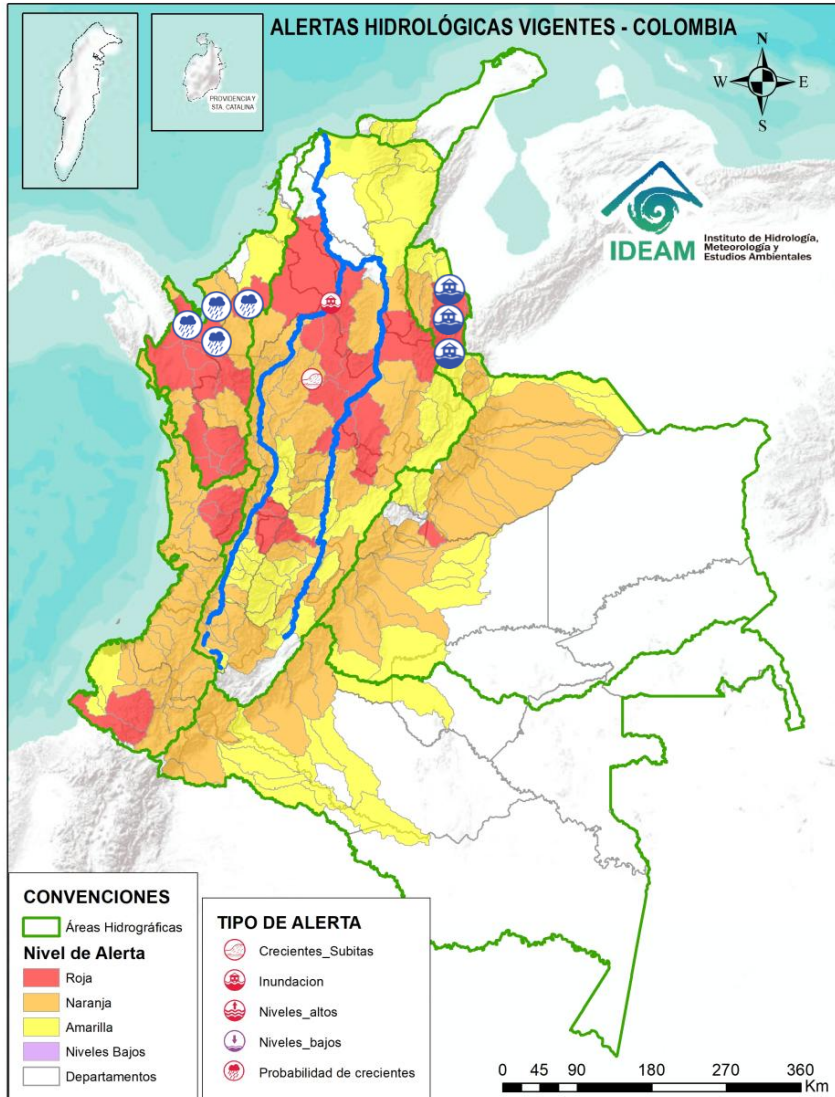 ALERTAS HIDROLÓGICAS VIGENTES - COLOMBIA
PROVIDENCIA Y
STA. CATALINA
N
W
E
S
IDEAM
Instituto de Hidrología,
Meteorología y
Estudios Ambientales
CONVENCIONES
Áreas Hidrográficas
Nivel de Alerta
Roja
Naranja
Amarilla
Niveles Bajos
Departamentos
TIPO DE ALERTA
Crecientes_Subitas
Inundacion
Niveles_altos
Niveles_bajos
Probabilidad de crecientes
0 45 90 180 270 360
Km